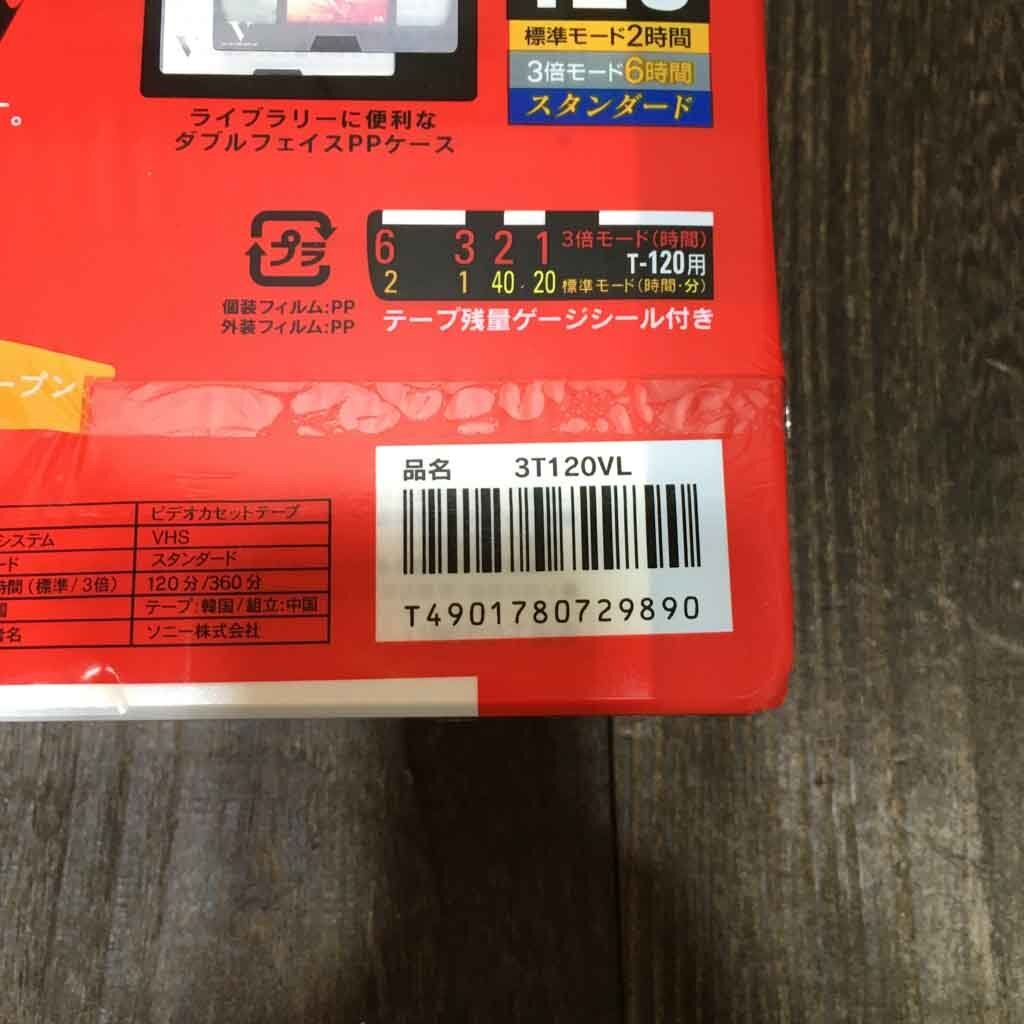 標準モード2時間
3倍モード6時間
スタンダード
ライブラリーに便利な
ダブルフェイスPPケース
プラ
個装フィルム:PP
外装フィルム:PP
6 3 2 1 3倍モード(時間)
T-120用
2 1 40 20 標準モード(時間・分)
テープ残量ゲージシール付き
ープン
品名 3T120VL
T4901780729890
ビデオカセットテープ
システム VHS
ード スタンダード
時間(標準/3倍) 120分/360分
国 テープ:韓国/組立:中国
者名 ソニー株式会社